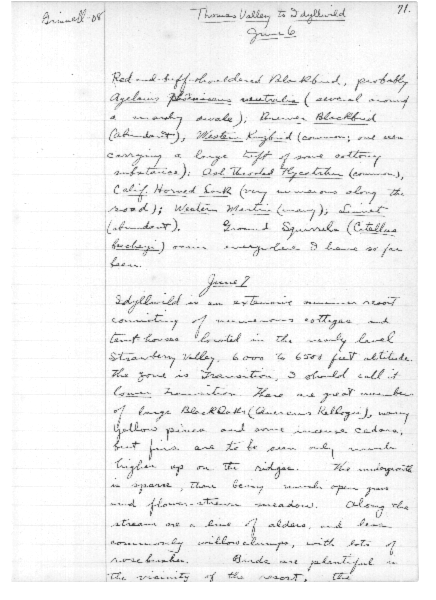 Grinnell-08
Thomas Valley to Idyllwild
71.
June 6
Red-and-buff-shouldered Blackbird, probably
Agelaius neutralis (several around
a marshy swale); Brewer Blackbird
(abundant); Western Kingbird (common; one seen
carrying a large tuft of some cottony
substance); Ash-throated Flycatcher (common),
Calif. Horned Lark (very numerous along the
road); Western Martin (many); Linnet
(abundant). Ground Squirrels (Citellus
beecheyi) occur everywhere I have so far
been.
June 7
Idyllwild is an extensive summer resort
consisting of numerous cottages and
tent houses located in the nearly level
Strawberry Valley, 6000 to 6500 feet altitude.
The zone is Transition, I should call it
lower Transition. There are great numbers
of large Black Oaks (Quercus Kelloggii), many
yellow pines and some incense cedars,
but firs are to be seen only much
higher up on the ridges. The undergrowth
is sparse, there being much open grass
and flower-strewn meadow. Along the
stream are a line of alders, and less
commonly willow clumps, with lots of
rosebushes. Birds are plentiful in
the vicinity of the resort, the